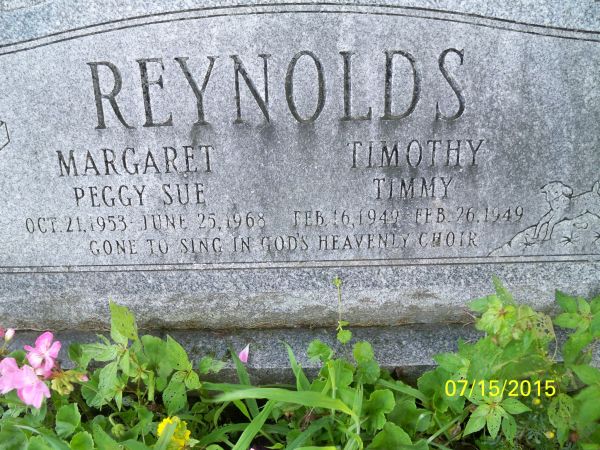 REYNOLDS
MARGARET
PEGGY SUE
OCT. 21, 1953 - JUNE 25, 1968
TIMOTHY
TIMMY
FEB. 16, 1949 - FEB. 26, 1949
GONE TO SING IN GOD'S HEAVENLY CHOIR
07/15/2015